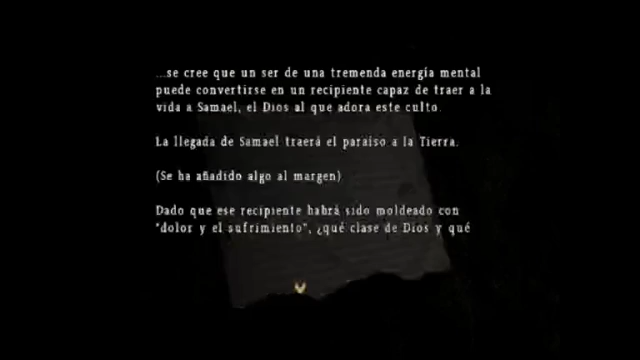 ...se cree que un ser de una tremenda energía mental
puede convertirse en un recipiente capaz de traer a la
vida a Samael, el Dios al que adora este culto.
La llegada de Samael traerá el paraíso a la Tierra.
(Se ha añadido algo al margen)
Dado que ese recipiente habrá sido moldeado con
"dolor y el sufrimiento", ¿qué clase de Dios y qué